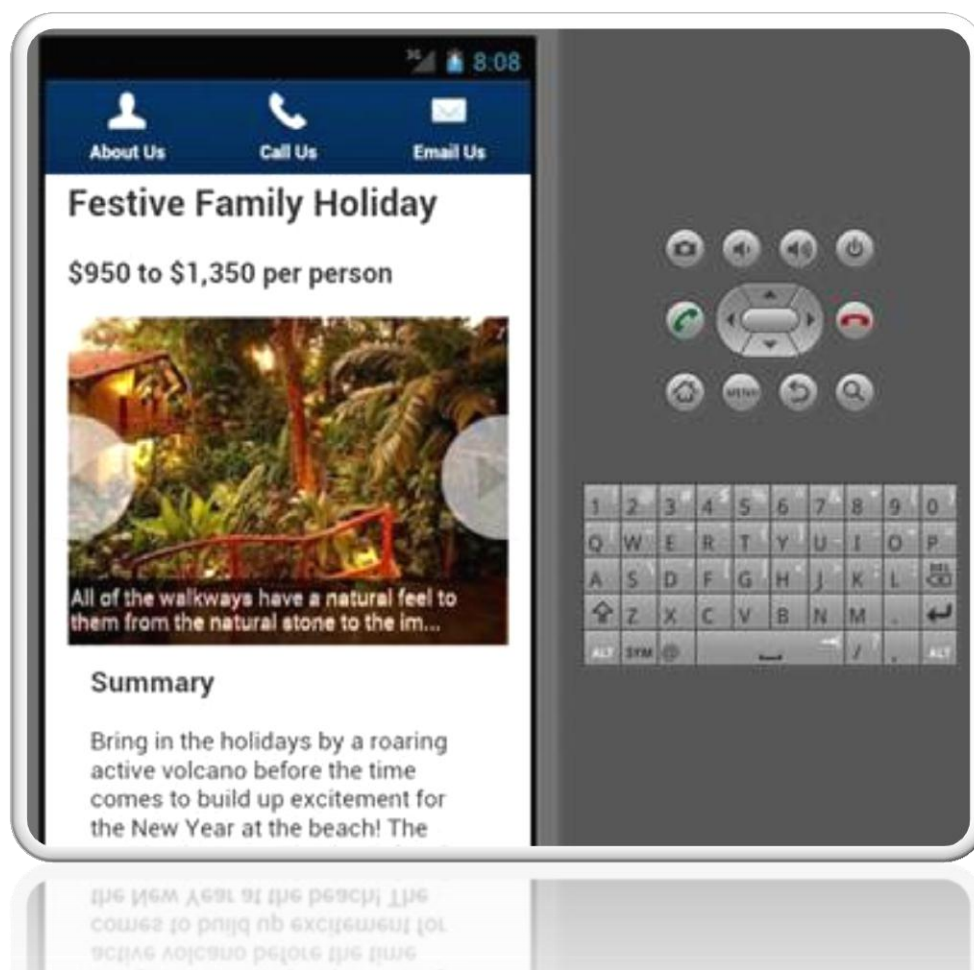 3G 8:08
About Us Call Us Email Us
Festive Family Holiday
$950 to $1,350 per person
All of the walkways have a natural feel to
them from the natural stone to the im...
Summary
Bring in the holidays by a roaring
active volcano before the time
comes to build up excitement for
the New Year at the beach! The
MENU
1 2 3 4 5 6 7 8 9 0
Q W E R T Y U I O P
A S D F G H J K L DEL
Z X C V B N M .
ALT SYM @ / , ALT